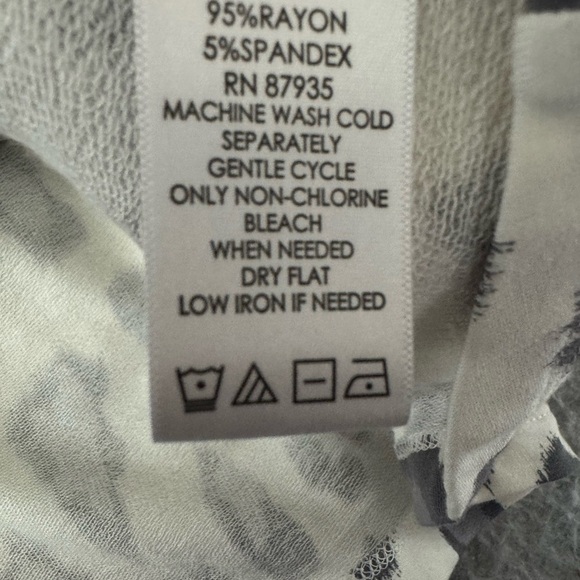 95%RAYON
5%SPANDEX
RN 87935
MACHINE WASH COLD
SEPARATELY
GENTLE CYCLE
ONLY NON-CHLORINE
BLEACH
WHEN NEEDED
DRY FLAT
LOW IRON IF NEEDED